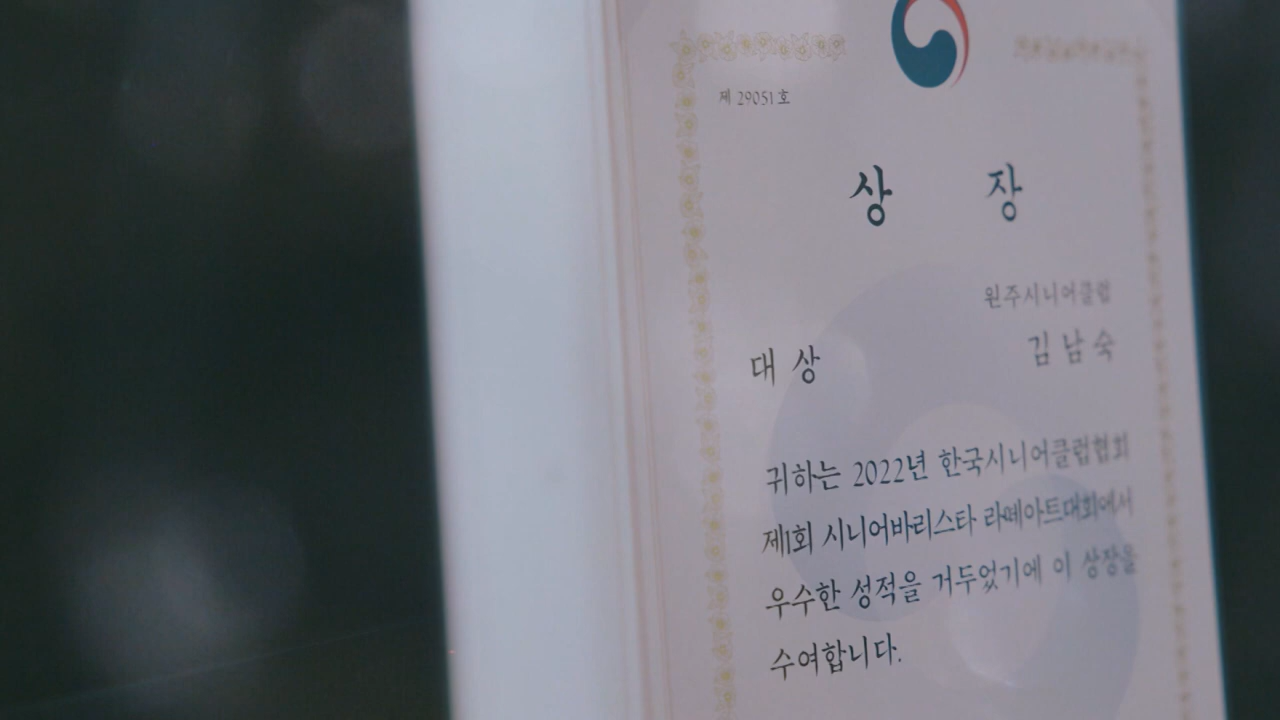 제 29051 호
상 장
원주시니어클럽
대 상 김 남 숙
귀하는 2022년 한국시니어클럽협회
제1회 시니어바리스타 라떼아트대회에서
우수한 성적을 거두었기에 이 상장을
수여합니다.